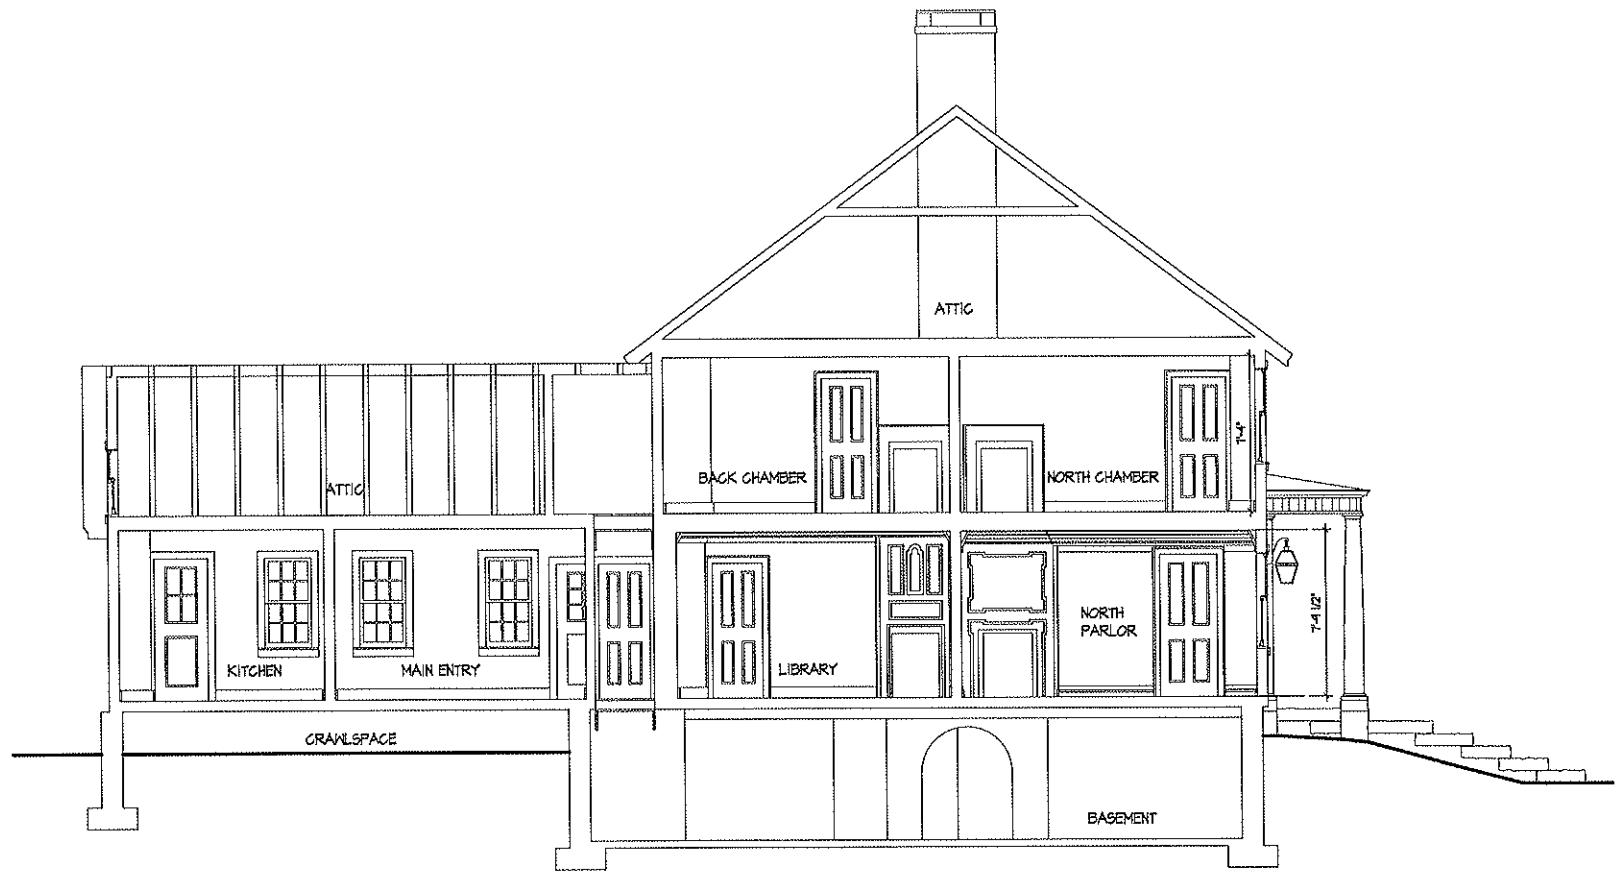 ATTIC
BACK CHAMBER
NORTH CHAMBER
7'-4"
ATTIC
KITCHEN
MAIN ENTRY
LIBRARY
NORTH
PARLOR
7'-4 1/2"
CRAWLSPACE
BASEMENT